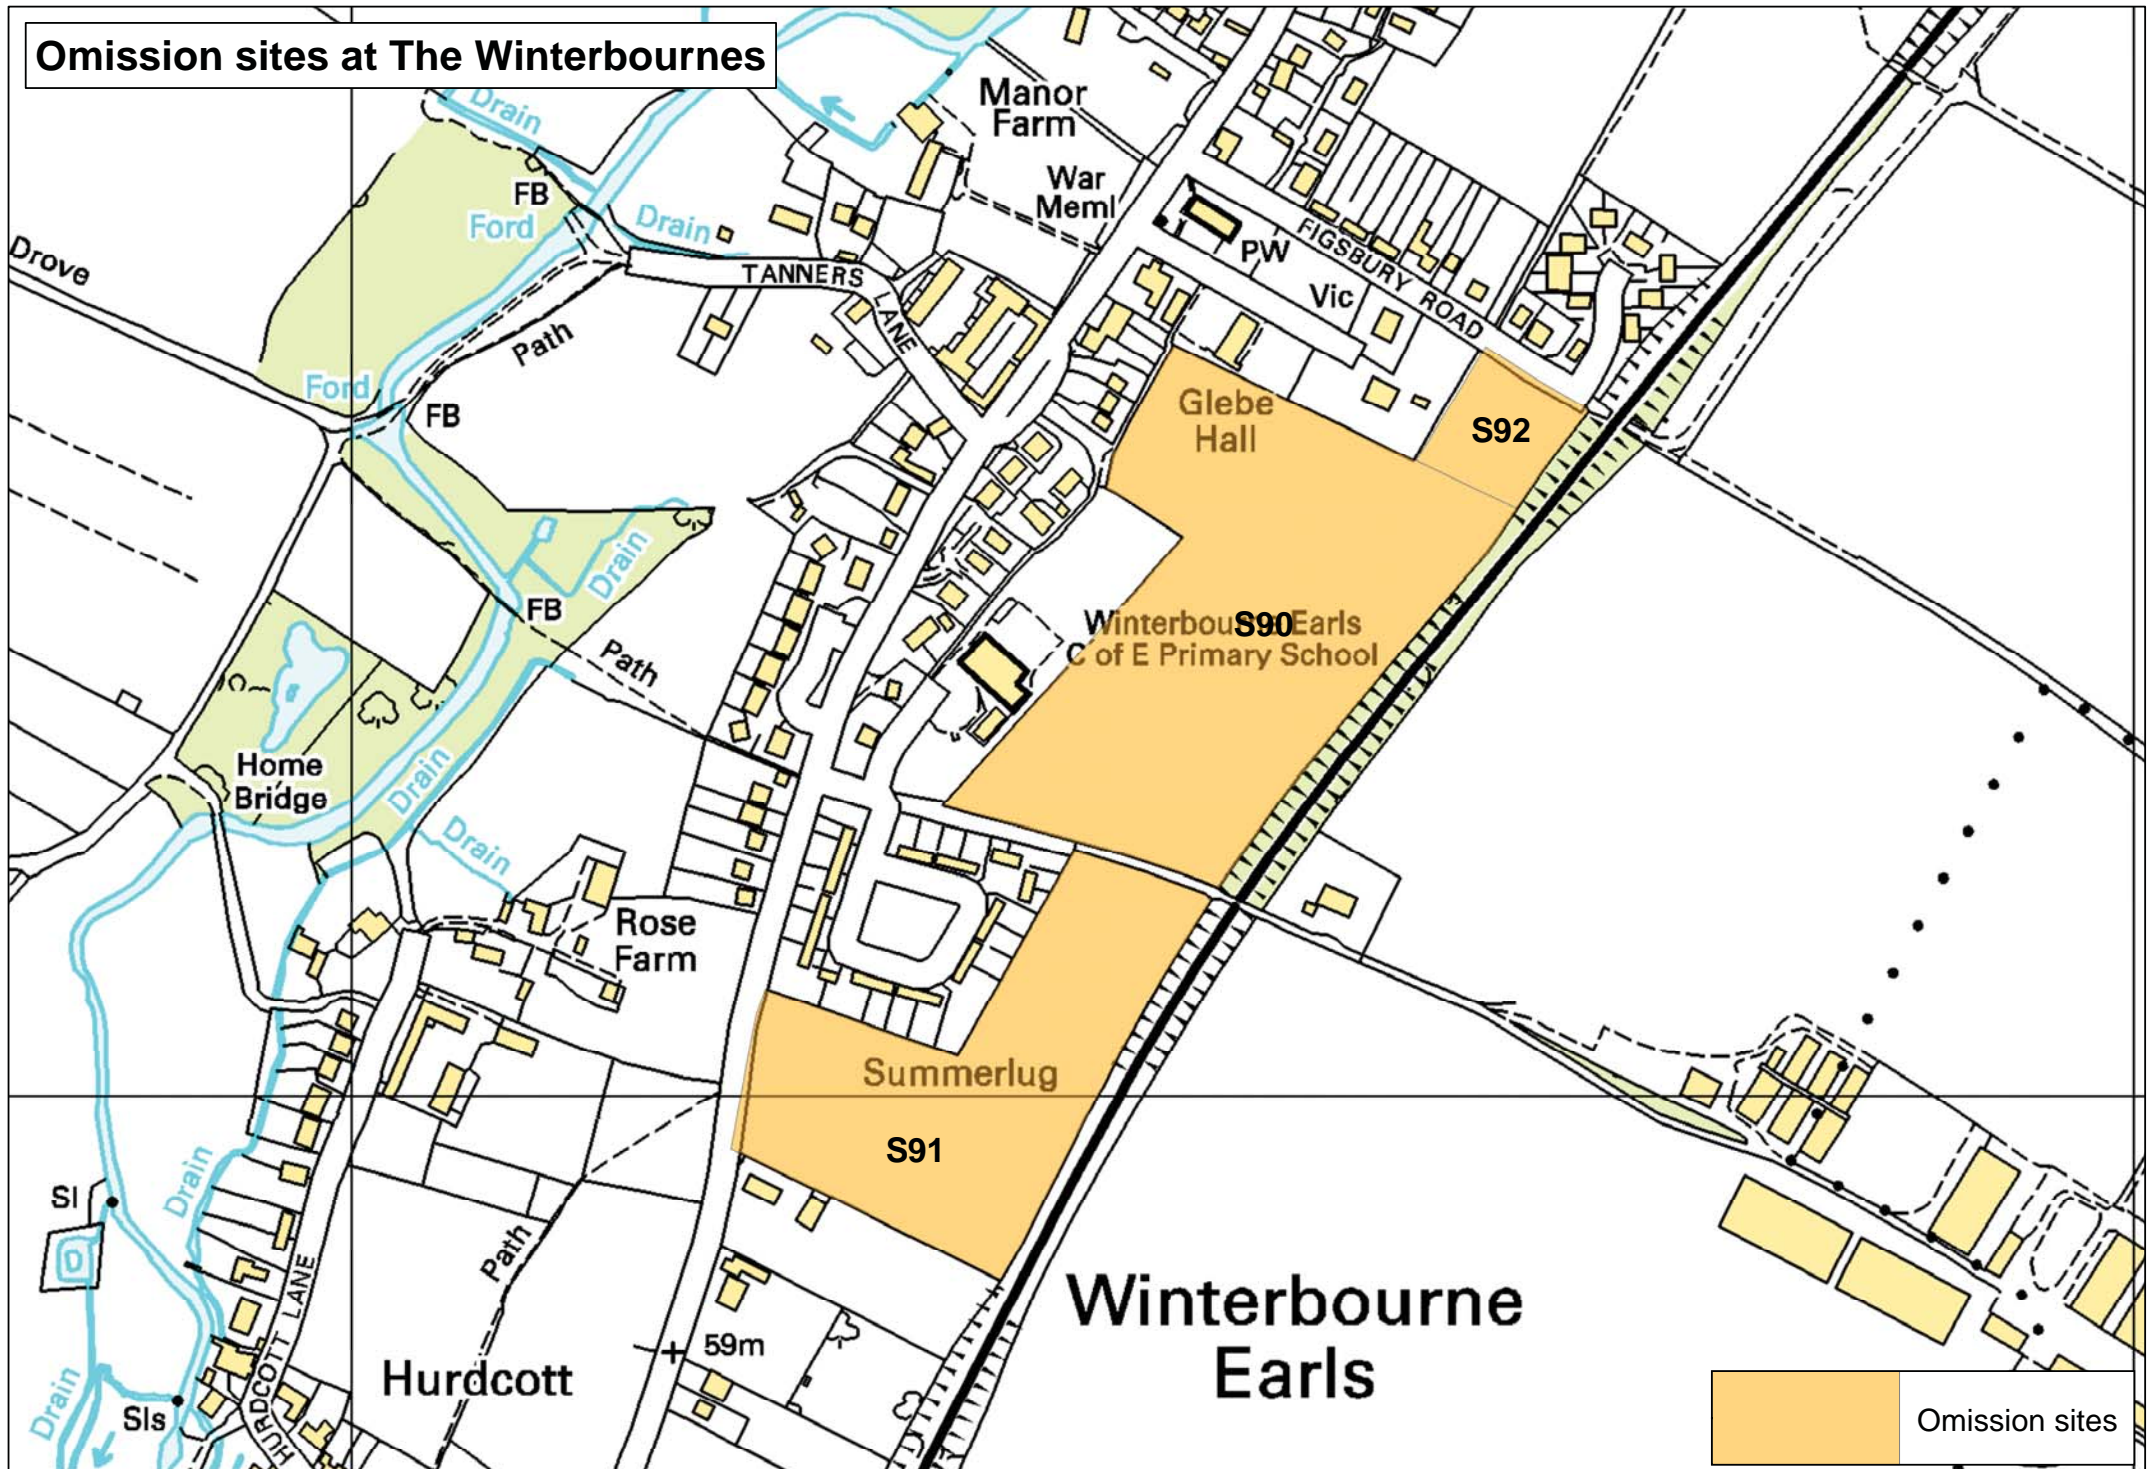 Omission sites at The Winterbournes
Drain
Manor
Farm
War
Meml
FB
Ford
Drain
PW
FIGSBURY ROAD
Vic
Drove
TANNERS LANE
Path
Ford
FB
Glebe
Hall
S92
Drain
FB
Path
Winterbourne Earls
S90
C of E Primary School
Home
Bridge
Drain
Drain
Rose
Farm
Summerlug
S91
Drain
Sl
Path
HURDCOTT LANE
Winterbourne
Earls
59m
Hurdcott
Drain
Sls
HURDCOTT
Omission sites